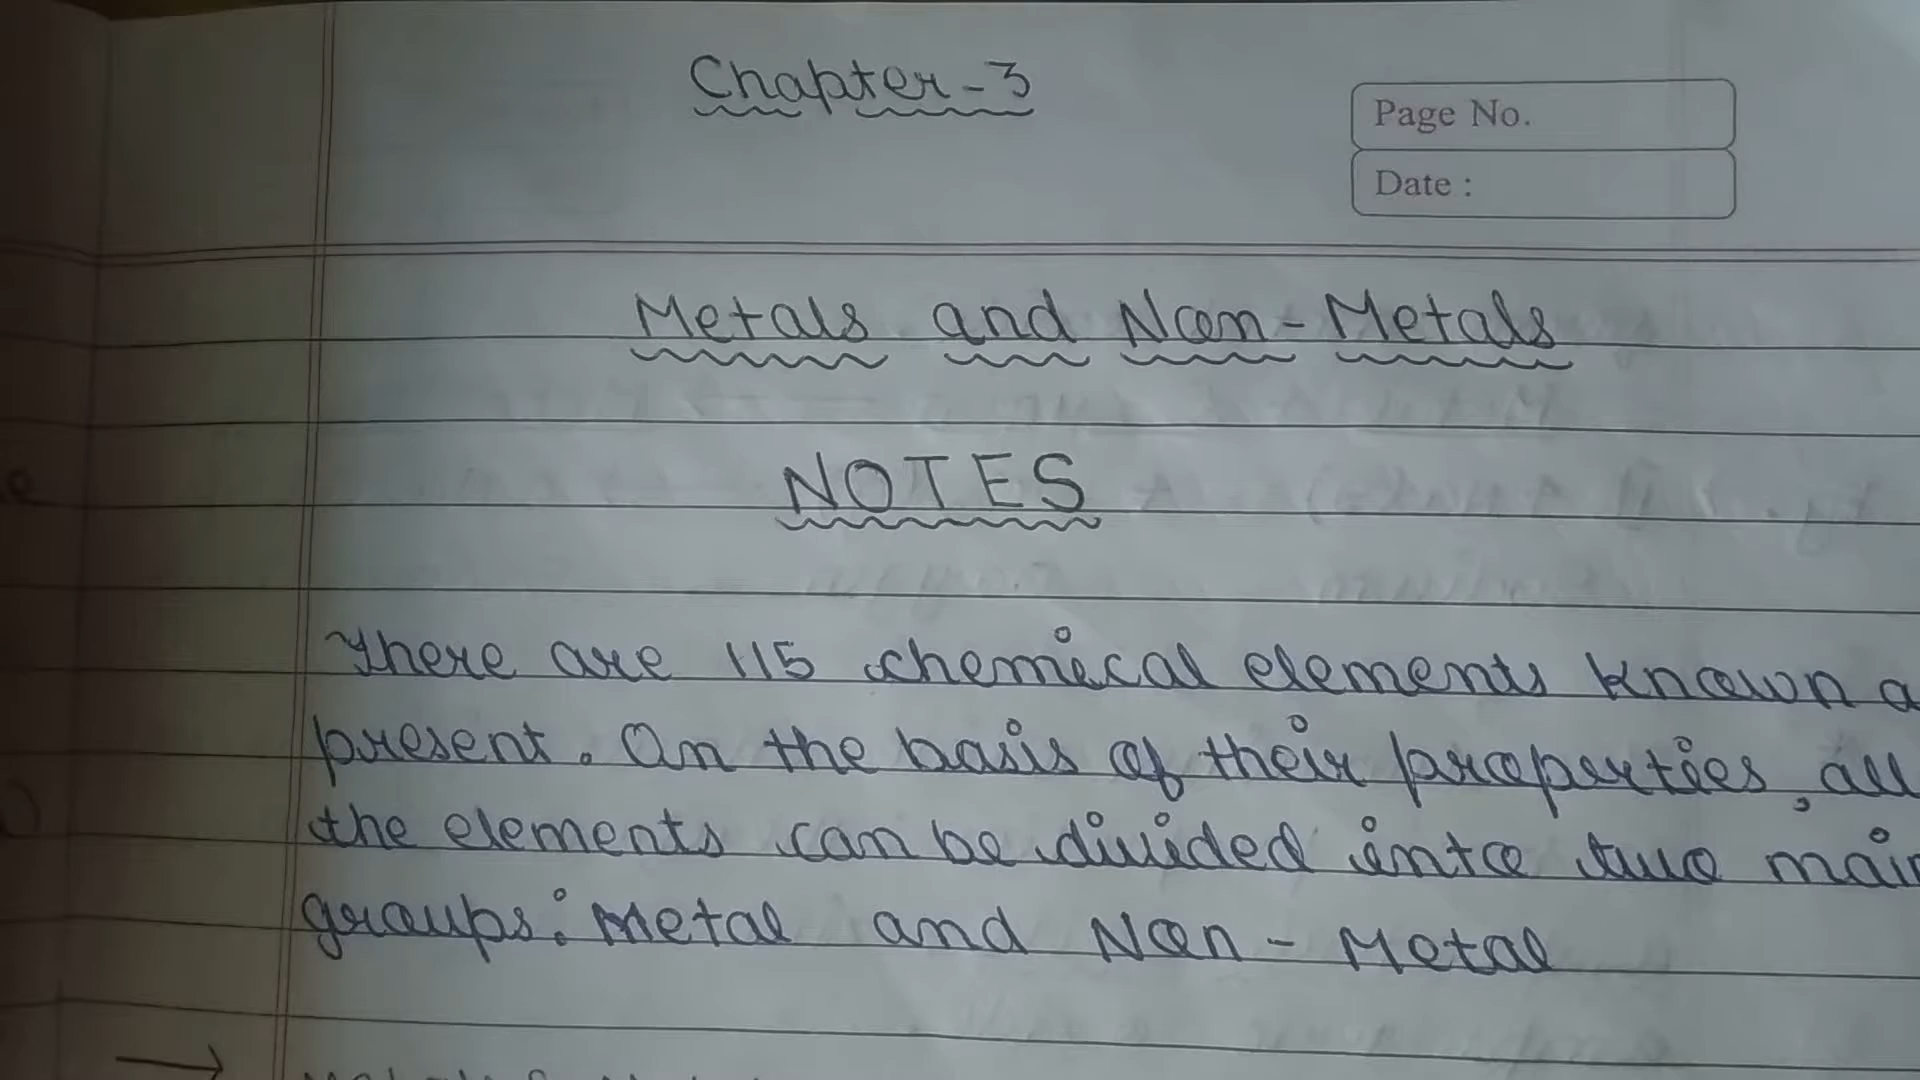 Chapter-3
Page No.
Date :
Metals and Non-Metals
NOTES
There are 115 chemical elements known a
present. On the basis of their properties, all
the elements can be divided into two main
groups: Metal and Non-Metal